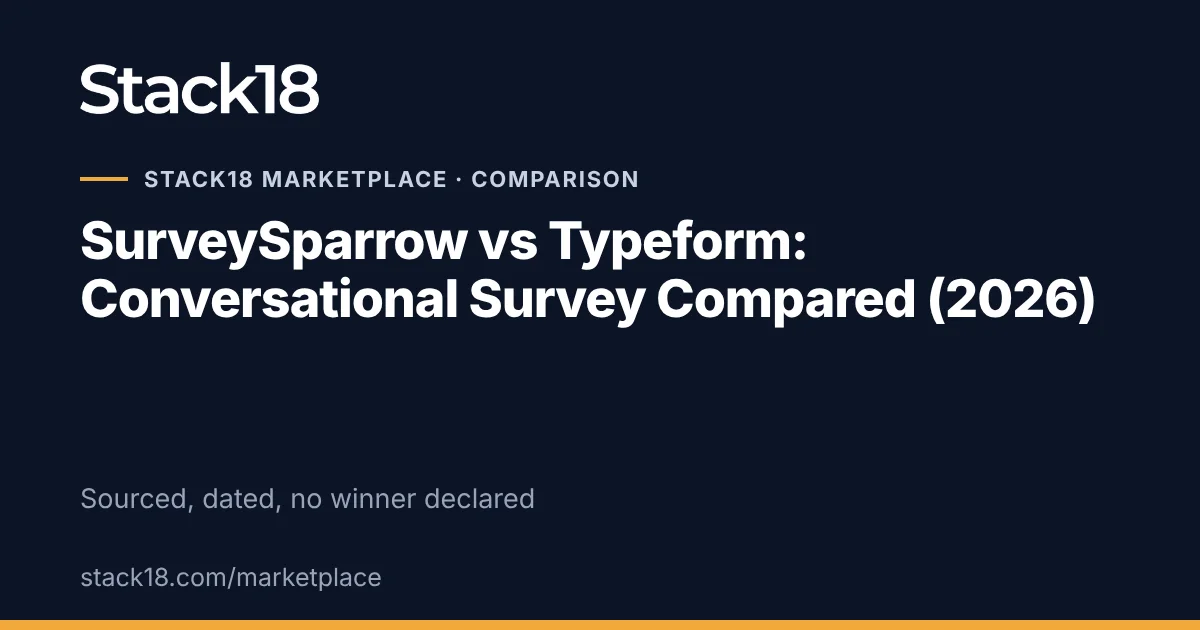 Stack18
STACK18 MARKETPLACE · COMPARISON
SurveySparrow vs Typeform:
Conversational Survey Compared (2026)
Sourced, dated, no winner declared
stack18.com/marketplace